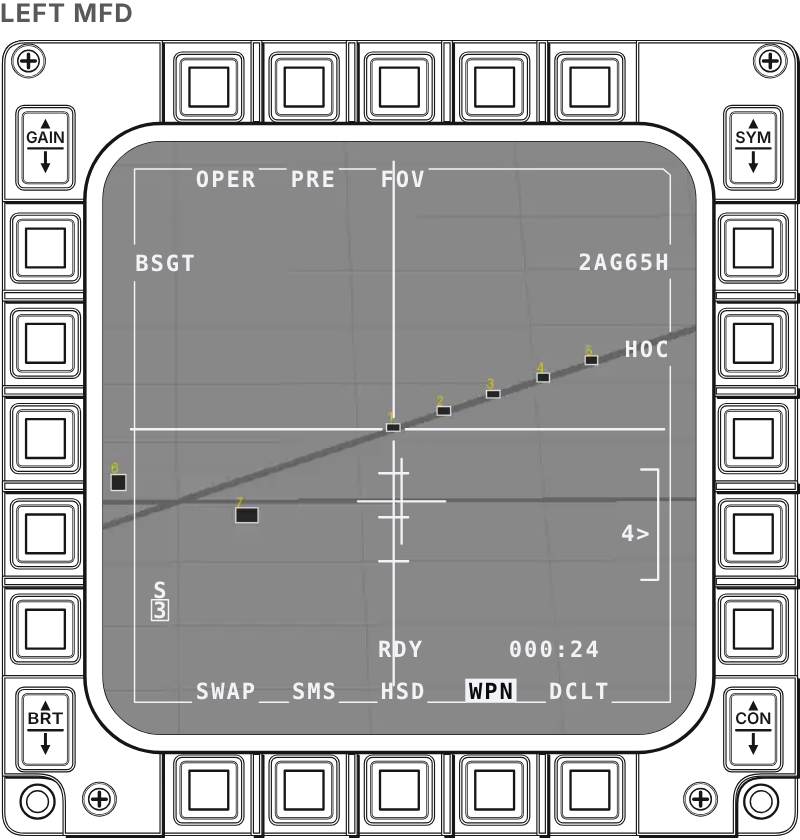 LEFT MFD
GAIN
SYM
OPER PRE FOV
BSGT
2AG65H
HOC
5
4
3
2
1
6
7
4>
S
3
RDY 000:24
SWAP SMS HSD WPN DCLT
BRT
CON